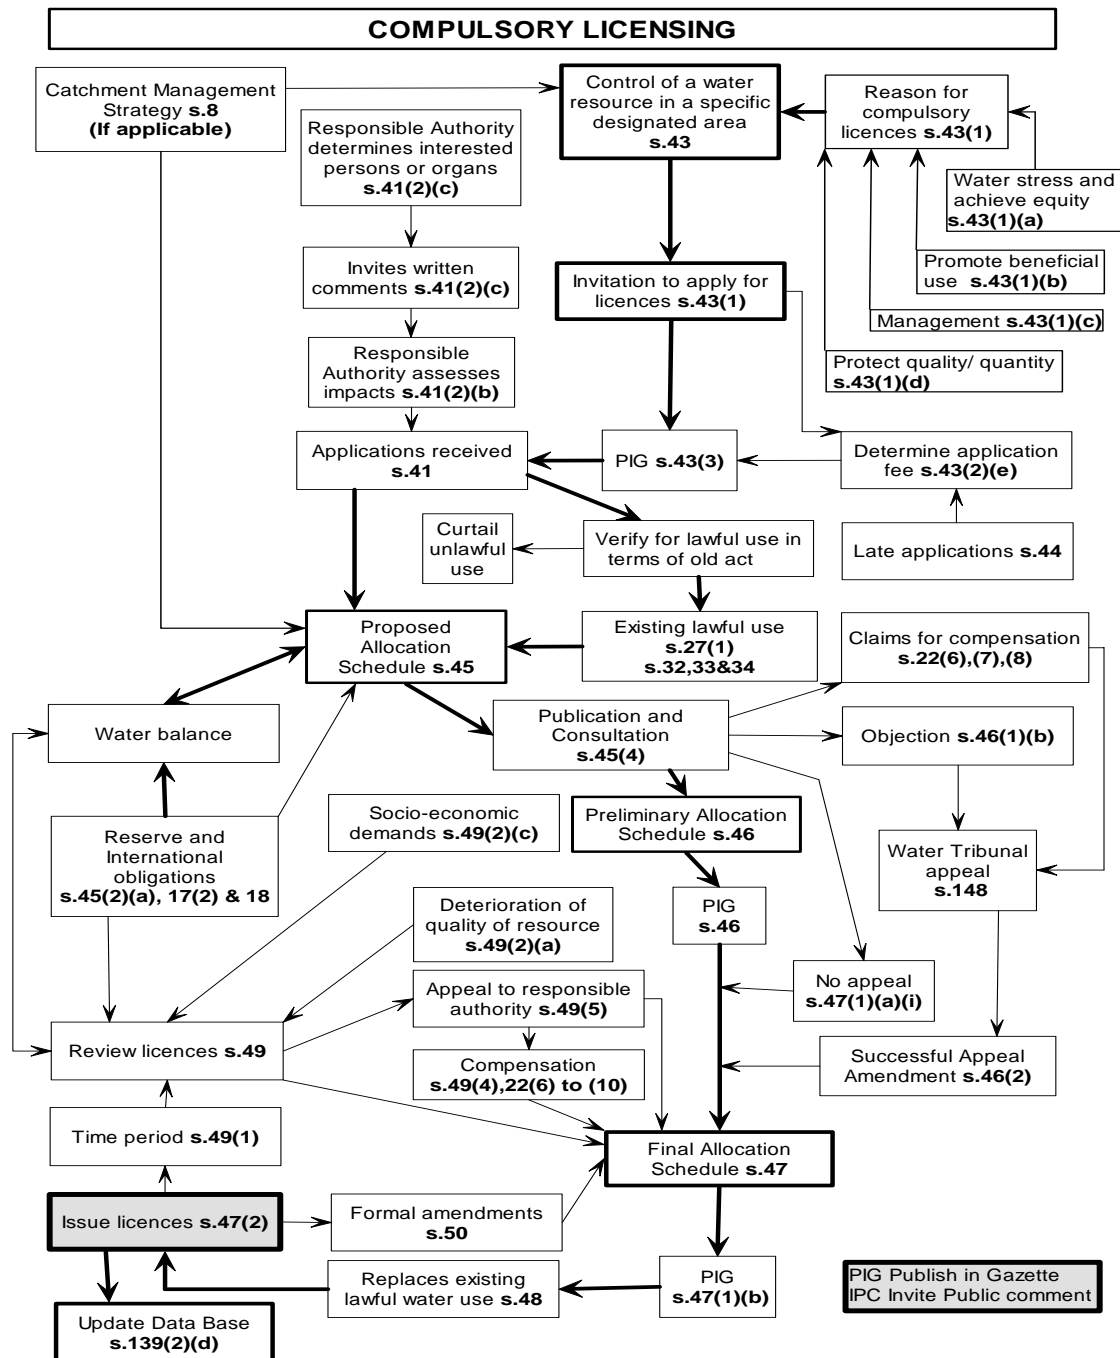 COMPULSORY LICENSING
Catchment Management
Strategy s.8
(If applicable)
Control of a water
resource in a specific
designated area
s.43
Reason for
compulsory
licences s.43(1)
Responsible Authority
determines interested
persons or organs
s.41(2)(c)
Water stress and
achieve equity
s.43(1)(a)
Invites written
comments s.41(2)(c)
Invitation to apply for
licences s.43(1)
Promote beneficial
use s.43(1)(b)
Management s.43(1)(c)
Responsible
Authority assesses
impacts s.41(2)(b)
Protect quality/ quantity
s.43(1)(d)
Applications received
s.41
PIG s.43(3)
Determine application
fee s.43(2)(e)
Curtail
unlawful
use
Verify for lawful use in
terms of old act
Late applications s.44
Proposed
Allocation
Schedule s.45
Existing lawful use
s.27(1)
s.32,33&34
Claims for compensation
s.22(6),(7),(8)
Water balance
Publication and
Consultation
s.45(4)
Objection s.46(1)(b)
Reserve and
International
obligations
s.45(2)(a), 17(2) & 18
Socio-economic
demands s.49(2)(c)
Preliminary Allocation
Schedule s.46
Water Tribunal
appeal
s.148
Deterioration of
quality of resource
s.49(2)(a)
PIG
s.46
Appeal to responsible
authority s.49(5)
No appeal
s.47(1)(a)(i)
Review licences s.49
Compensation
s.49(4),22(6) to (10)
Successful Appeal
Amendment s.46(2)
Time period s.49(1)
Final Allocation
Schedule s.47
Issue licences s.47(2)
Formal amendments
s.50
Replaces existing
lawful water use s.48
PIG
s.47(1)(b)
PIG Publish in Gazette
IPC Invite Public comment
Update Data Base
s.139(2)(d)